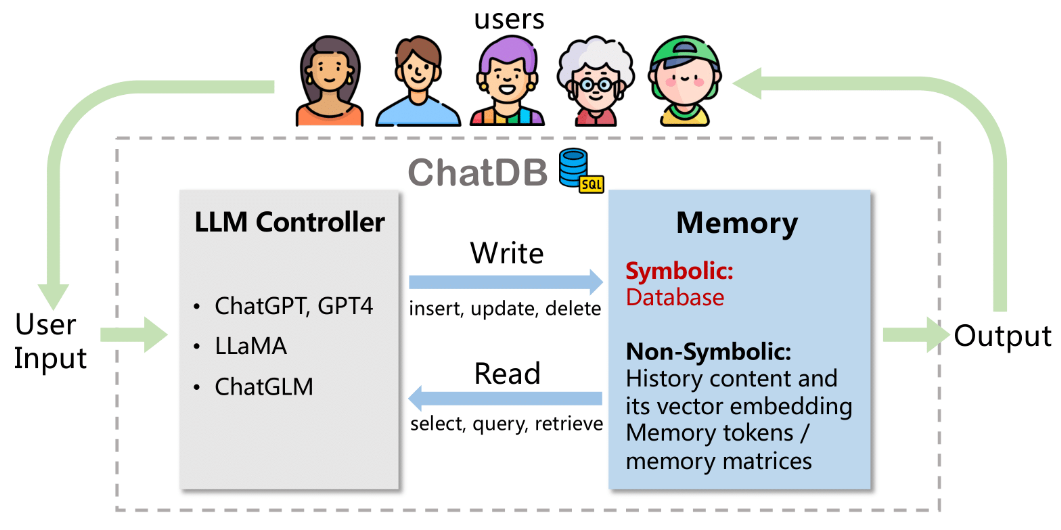 users
ChatDB
SQL
LLM Controller
• ChatGPT, GPT4
• LLaMA
• ChatGLM
Write
insert, update, delete
Read
select, query, retrieve
Memory
Symbolic:
Database
Non-Symbolic:
History content and
its vector embedding
Memory tokens /
memory matrices
User
Input
Output